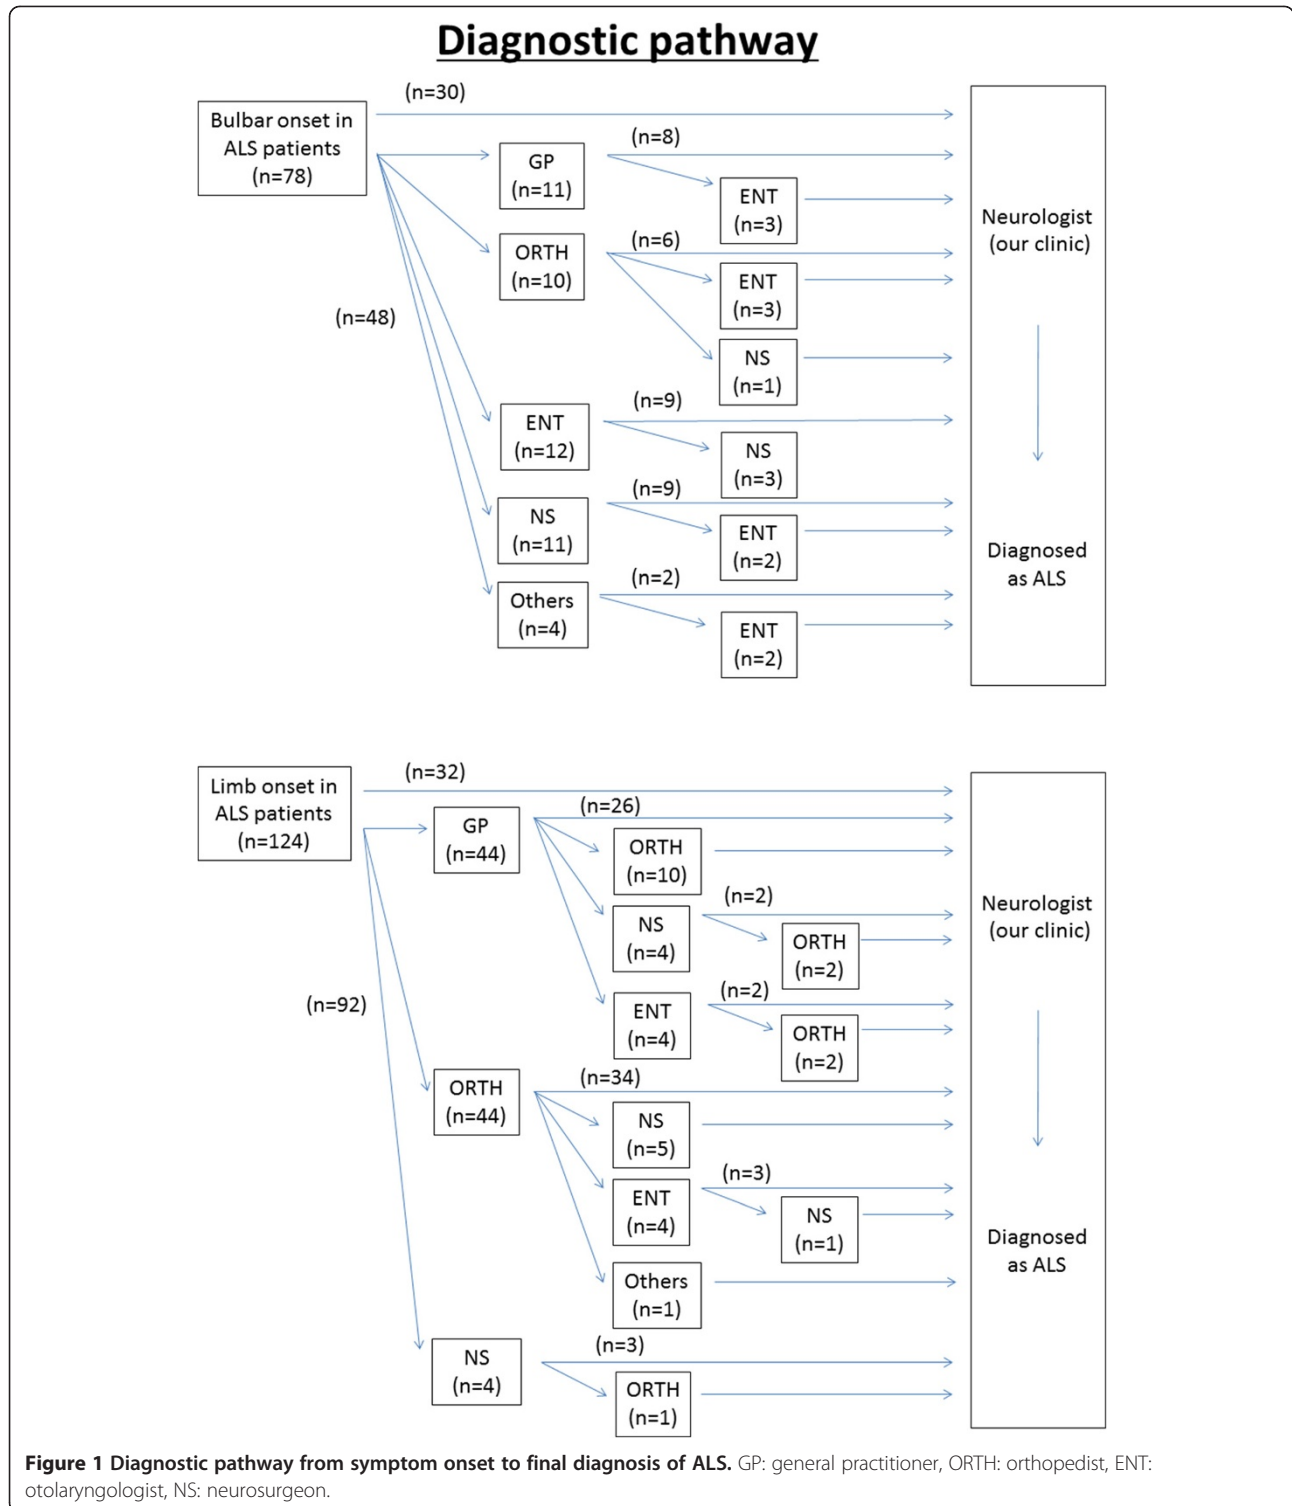 Diagnostic pathway
(n=30)
Bulbar onset in
ALS patients
(n=78)
(n=48)
GP
(n=11)
(n=8)
ENT
(n=3)
ORTH
(n=10)
(n=6)
ENT
(n=3)
NS
(n=1)
ENT
(n=12)
(n=9)
NS
(n=3)
NS
(n=11)
(n=9)
ENT
(n=2)
Others
(n=4)
(n=2)
ENT
(n=2)
Neurologist
(our clinic)
Diagnosed
as ALS
(n=32)
Limb onset in
ALS patients
(n=124)
(n=92)
GP
(n=44)
(n=26)
ORTH
(n=10)
NS
(n=4)
(n=2)
ORTH
(n=2)
ENT
(n=4)
(n=2)
ORTH
(n=2)
ORTH
(n=44)
(n=34)
NS
(n=5)
ENT
(n=4)
(n=3)
NS
(n=1)
Others
(n=1)
NS
(n=4)
(n=3)
ORTH
(n=1)
Neurologist
(our clinic)
Diagnosed
as ALS
Figure 1 Diagnostic pathway from symptom onset to final diagnosis of ALS. GP: general practitioner, ORTH: orthopedist, ENT:
otolaryngologist, NS: neurosurgeon.